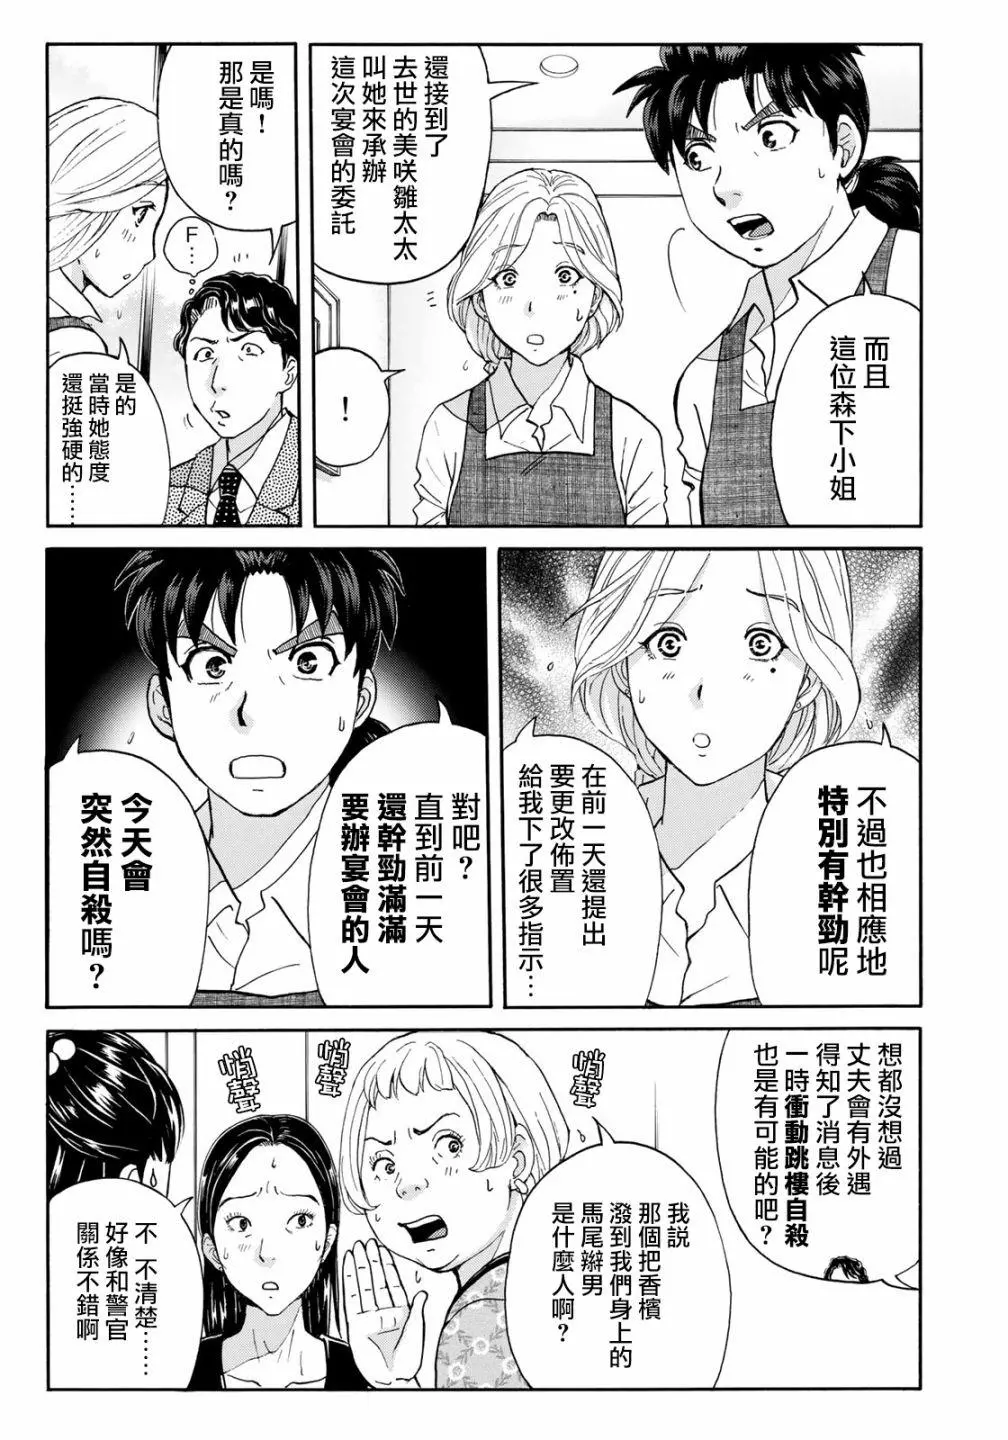 而且
這位森下小姐
還接到了
去世的美咲雛太太
叫她來承辦
這次宴會的委託
！
是嗎！
那是真的嗎？
F…
是的
當時她態度
還挺強硬的……
不過也相應地
特別有幹勁呢
在前一天還提出
要更改佈置
給我下了很多指示…
對吧？
直到前一天
還幹勁滿滿
要辦宴會的人
今天會
突然自殺嗎？
想都沒想過
丈夫會有外遇
得知了消息後
一時衝動跳樓自殺
也是有可能的吧？
我說
那個把香檳
潑到我們身上的
馬尾辮男
是什麼人啊？
悄聲
悄聲
不 不清楚……
好像和警官
關係不錯啊